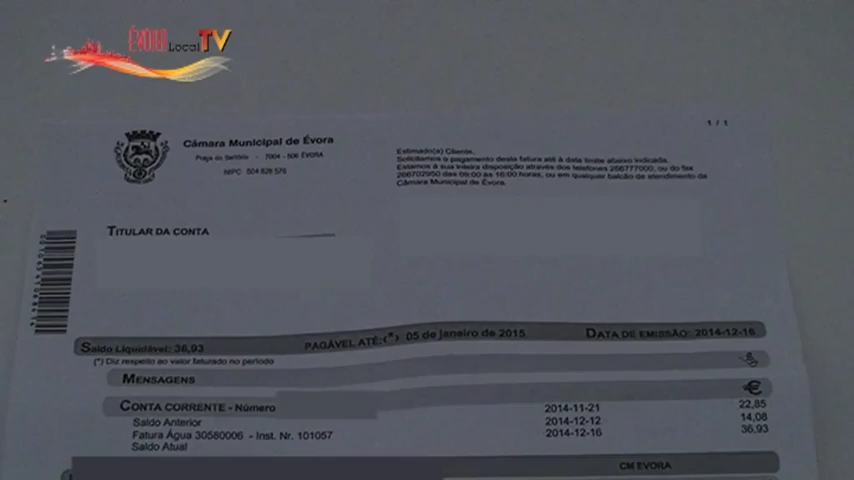 ÉVORA Local TV
1 / 1
Câmara Municipal de Évora
Praça do Sertório - 7004 - 506 ÉVORA
NIPC 504 828 576
Estimado(a) Cliente,
Solicitamos o pagamento desta fatura até à data limite abaixo indicada.
Estamos à sua inteira disposição através dos telefones 266777000, ou do fax
266702950 das 09:00 às 16:00 horas, ou em qualquer balcão de atendimento da
Câmara Municipal de Évora.
TITULAR DA CONTA
Saldo Liquidável: 36,93 PAGÁVEL ATÉ:(*) 05 de janeiro de 2015 DATA DE EMISSÃO: 2014-12-16
(*) Diz respeito ao valor faturado no período
MENSAGENS
CONTA CORRENTE - Número €
Saldo Anterior 2014-11-21 22,85
Fatura Água 30580006 - Inst. Nr. 101057 2014-12-12 14,08
Saldo Atual 2014-12-16 36,93
CM EVORA